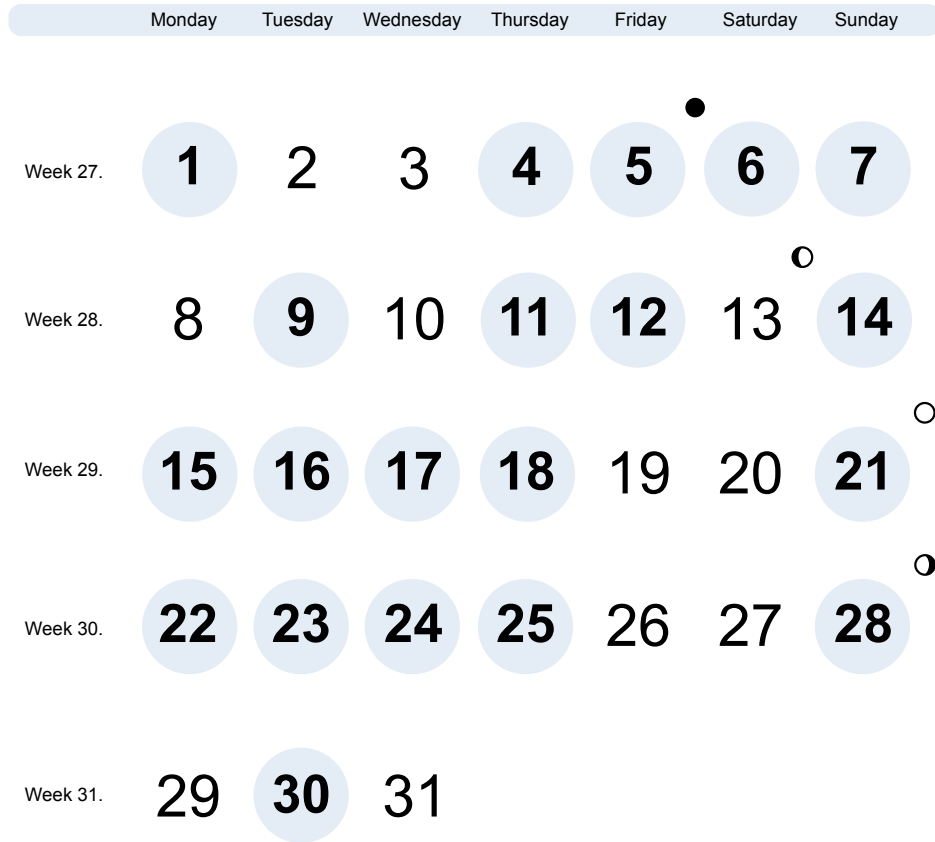 Monday Tuesday Wednesday Thursday Friday Saturday Sunday
Week 27. 1 2 3 4 5 6 7
Week 28. 8 9 10 11 12 13 14
Week 29. 15 16 17 18 19 20 21
Week 30. 22 23 24 25 26 27 28
Week 31. 29 30 31